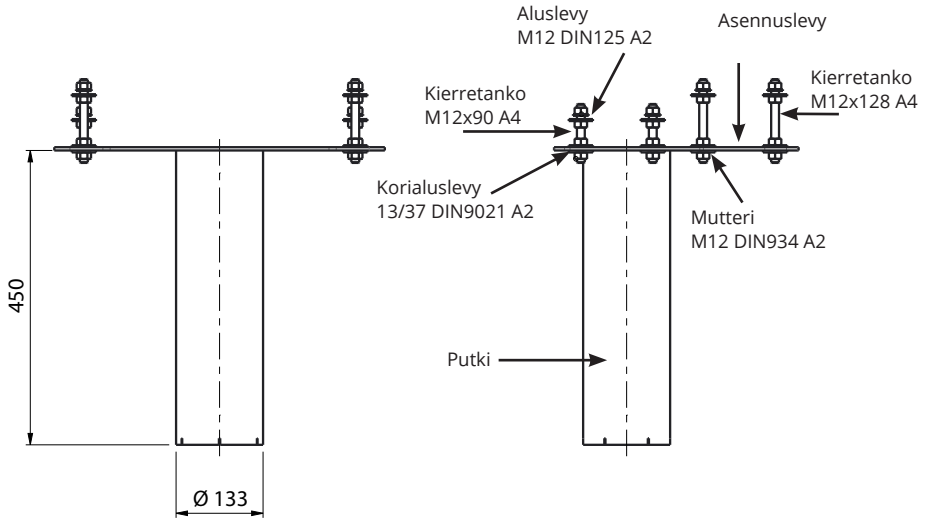 Aluslevy
M12 DIN125 A2
Asennuslevy
Kierretanko
M12x90 A4
Kierretanko
M12x128 A4
Korialuslevy
13/37 DIN9021 A2
Mutteri
M12 DIN934 A2
450
Putki
Ø 133